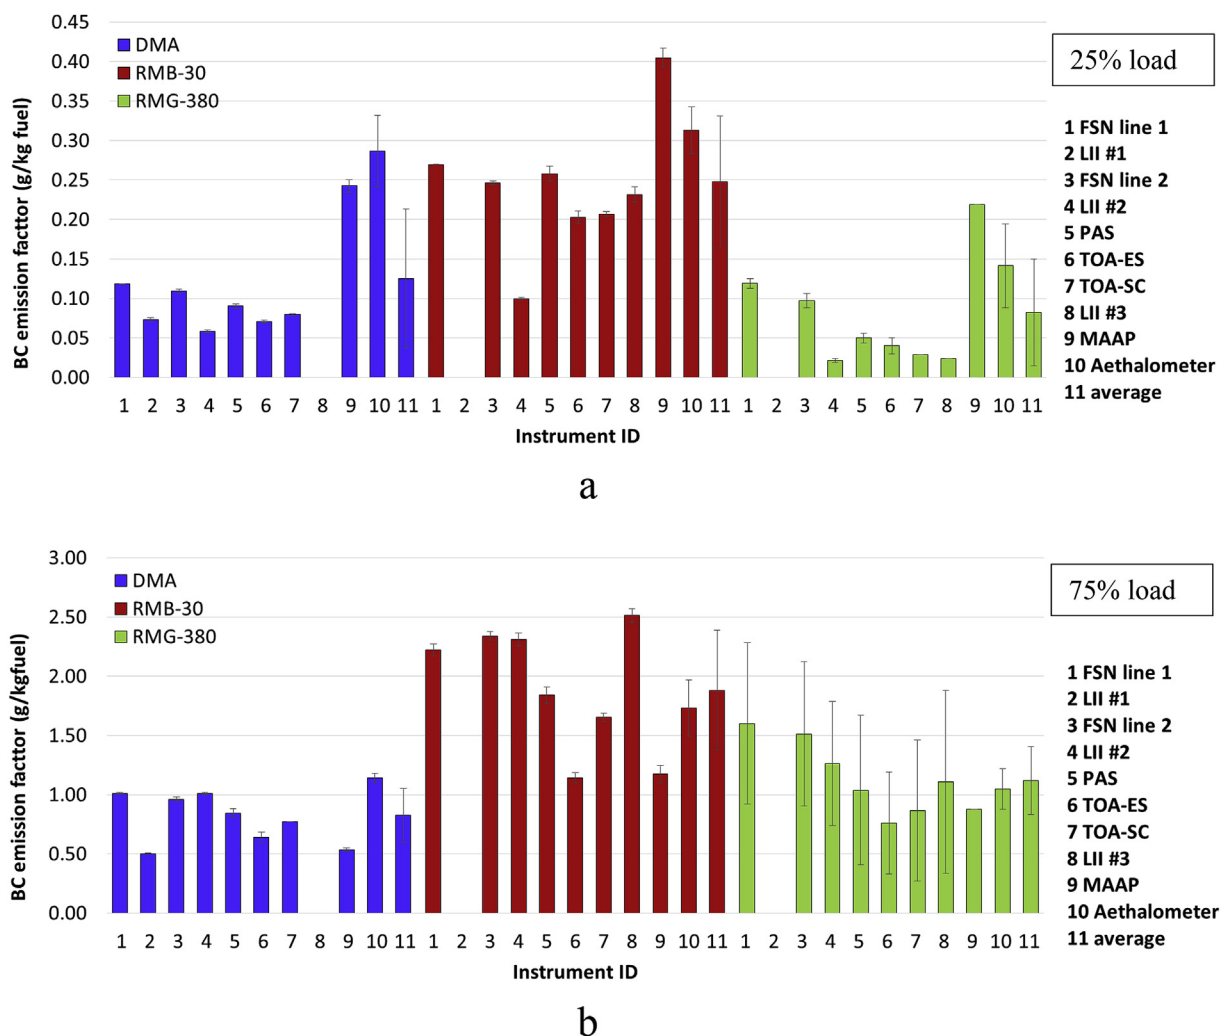 0.45
0.40
0.35
0.30
0.25
0.20
0.15
0.10
0.05
0.00
BC emission facttor (g/kg fuel)
DMA
RMB-30
RMG-380
1 2 3 4 5 6 7 8 9 10 11 1 2 3 4 5 6 7 8 9 10 11 1 2 3 4 5 6 7 8 9 10 11
Instrument ID
25% load
1 FSN line 1
2 LII #1
3 FSN line 2
4 LII #2
5 PAS
6 TOA-ES
7 TOA-SC
8 LII #3
9 MAAP
10 Aethalometer
11 average
a
3.00
2.50
2.00
1.50
1.00
0.50
0.00
BC emission facttor (g/kgfuel)
DMA
RMB-30
RMG-380
1 2 3 4 5 6 7 8 9 10 11 1 2 3 4 5 6 7 8 9 10 11 1 2 3 4 5 6 7 8 9 10 11
Instrument ID
75% load
1 FSN line 1
2 LII #1
3 FSN line 2
4 LII #2
5 PAS
6 TOA-ES
7 TOA-SC
8 LII #3
9 MAAP
10 Aethalometer
11 average
b